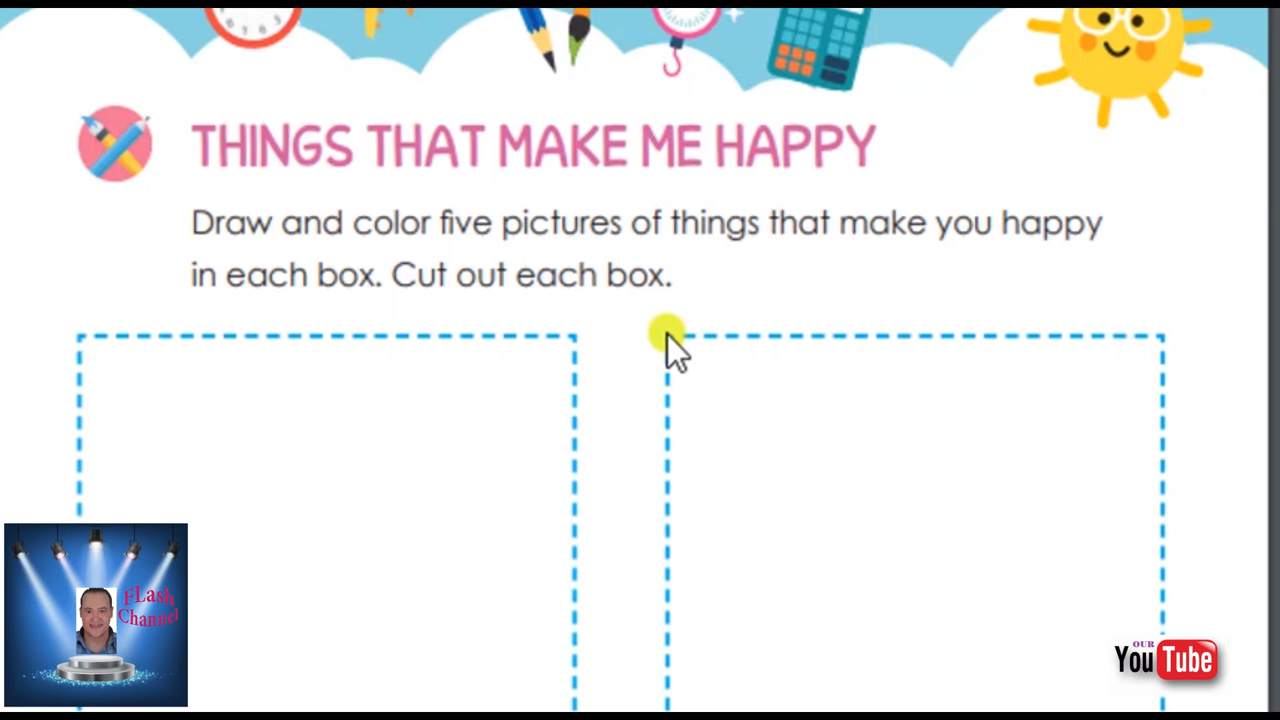 THINGS THAT MAKE ME HAPPY
Draw and color five pictures of things that make you happy
in each box. Cut out each box.
FLash
Channel
OUR
YouTube